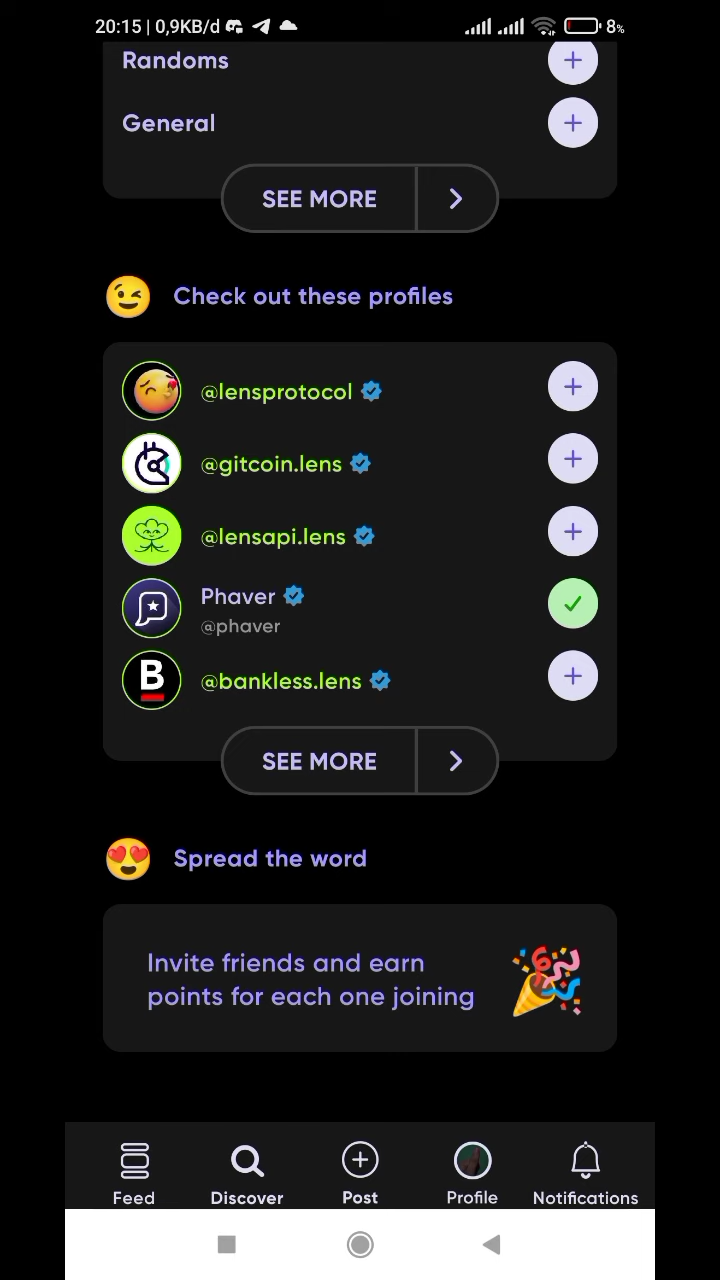 20:15 | 0,9KB/d
8%
Randoms
General
SEE MORE
Check out these profiles
@lensprotocol
@gitcoin.lens
@lensapi.lens
Phaver
@phaver
B
@bankless.lens
SEE MORE
Spread the word
Invite friends and earn
points for each one joining
Feed
Discover
Post
Profile
Notifications